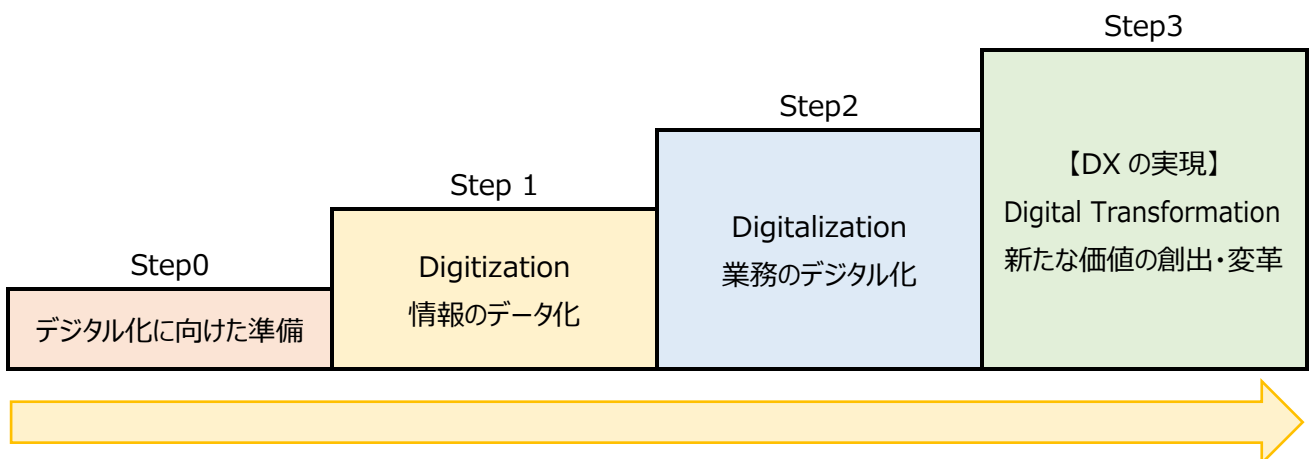 Step0
デジタル化に向けた準備
Step 1
Digitization
情報のデータ化
Step2
Digitalization
業務のデジタル化
Step3
【DX の実現】
Digital Transformation
新たな価値の創出・変革